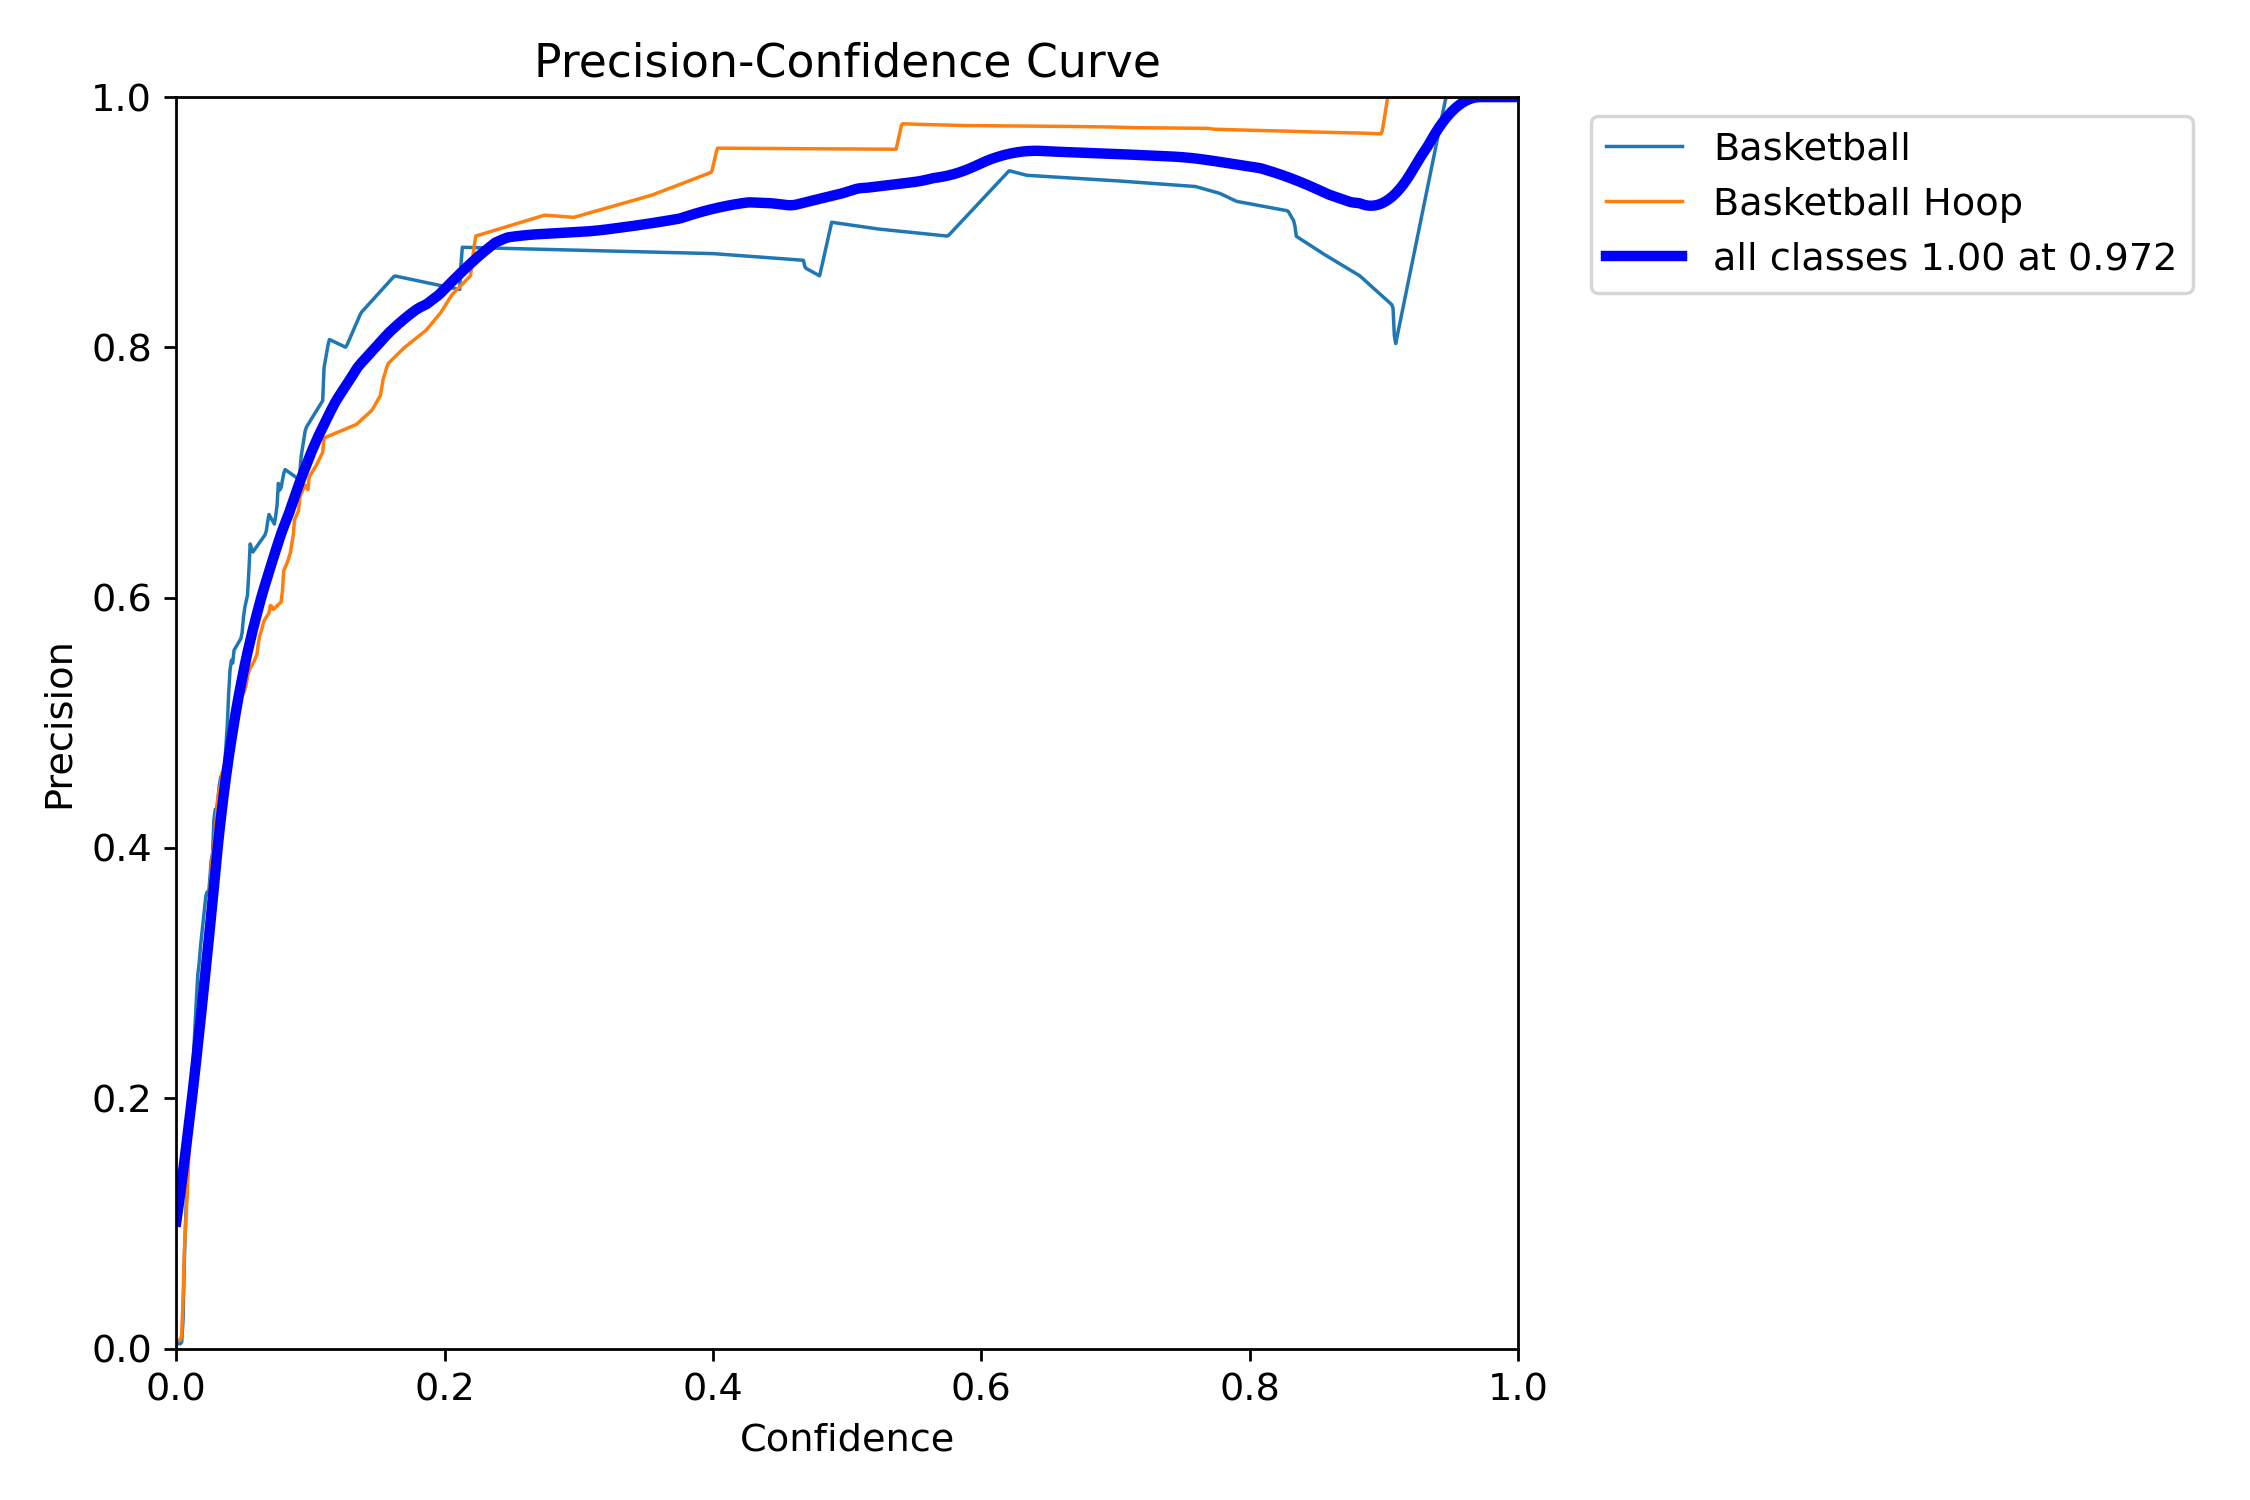 Precision-Confidence Curve
1.0
0.8
0.6
0.4
0.2
0.0
Precision
0.0 0.2 0.4 0.6 0.8 1.0
Confidence
Basketball
Basketball Hoop
all classes 1.00 at 0.972